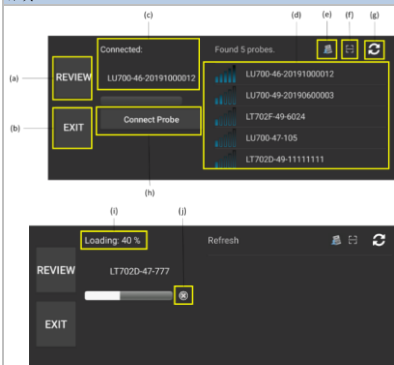 (c)
(d)
(e)
(f)
(g)
Connected:
Found 5 probes.
(a)
REVIEW
LU700-46-20191000012
LU700-46-20191000012
LU700-49-20190600003
(b)
EXIT
Connect Probe
LT702F-49-6024
LU700-47-105
LT702D-49-11111111
(h)
(i)
(j)
Loading: 40 %
Refresh
REVIEW
LT702D-47-777
EXIT